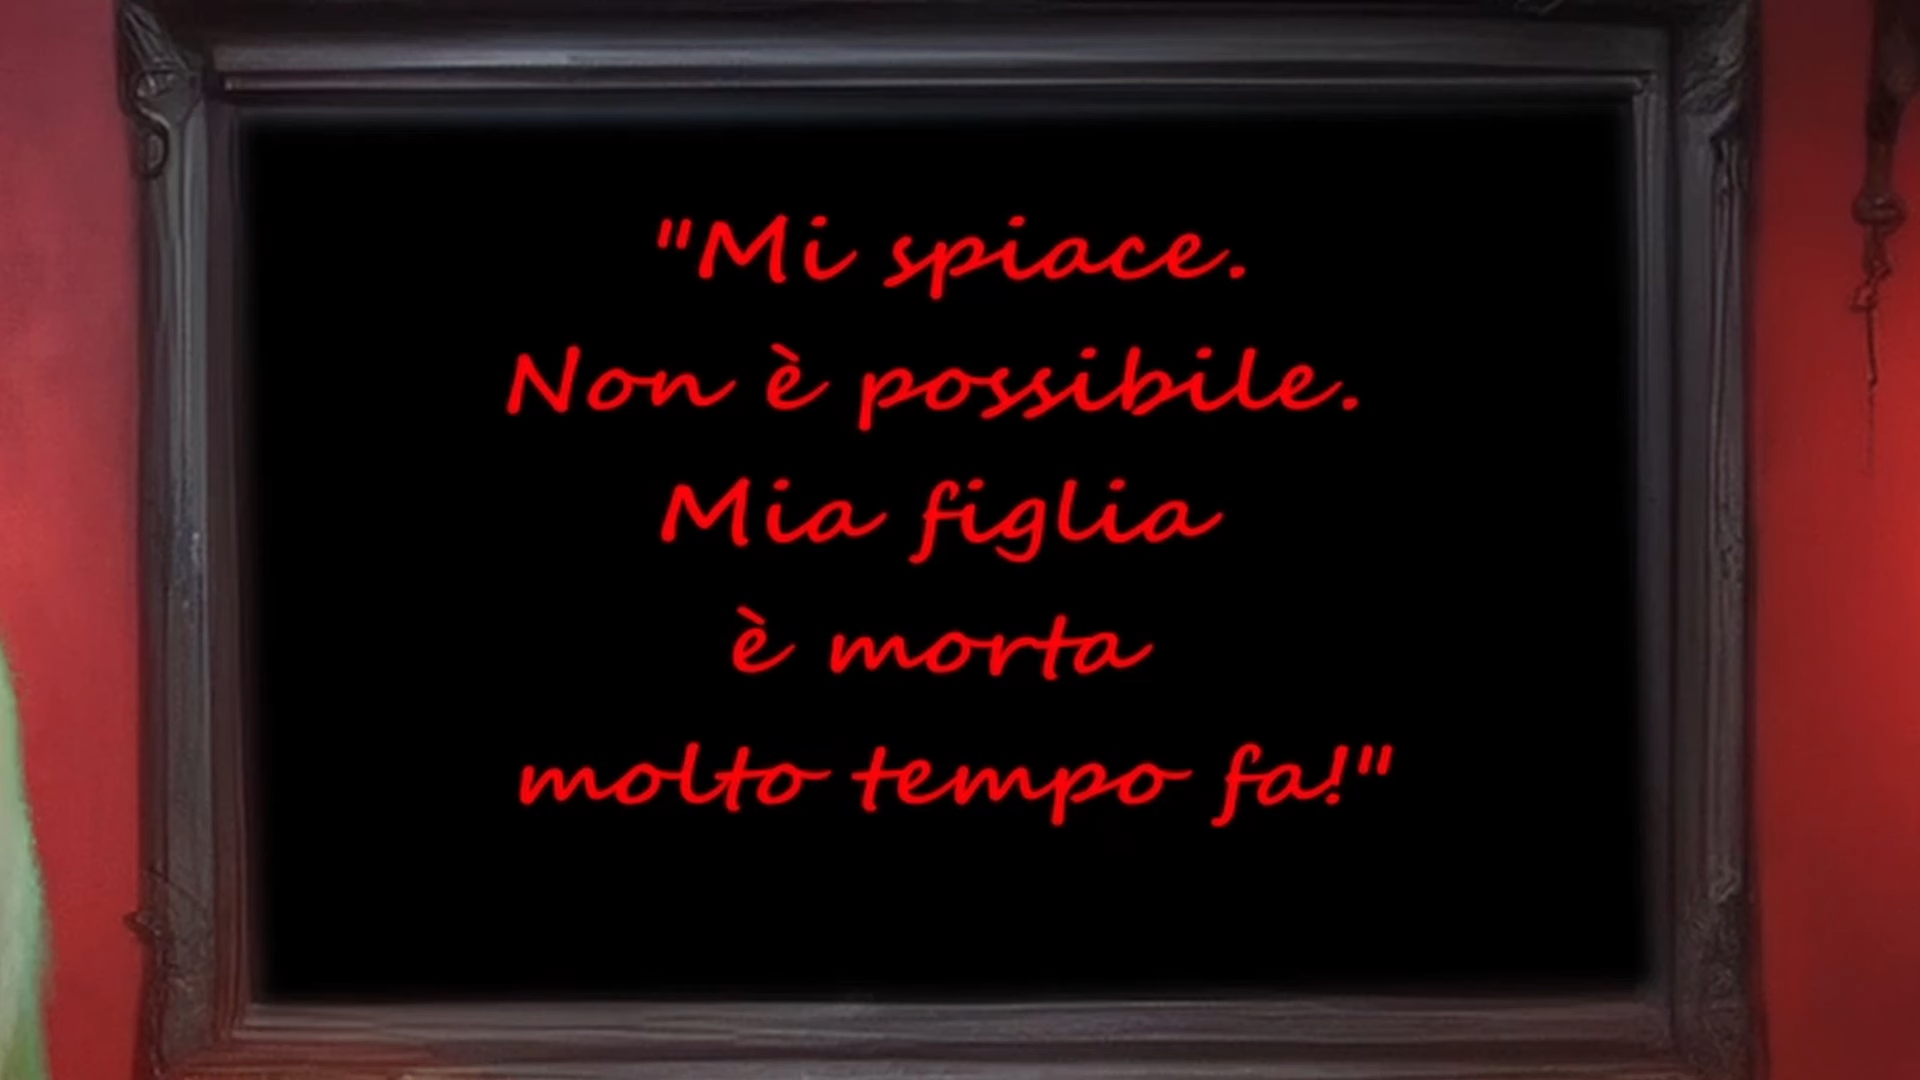 "Mi spiace.
Non è possibile.
Mia figlia
è morta
molto tempo fa!"